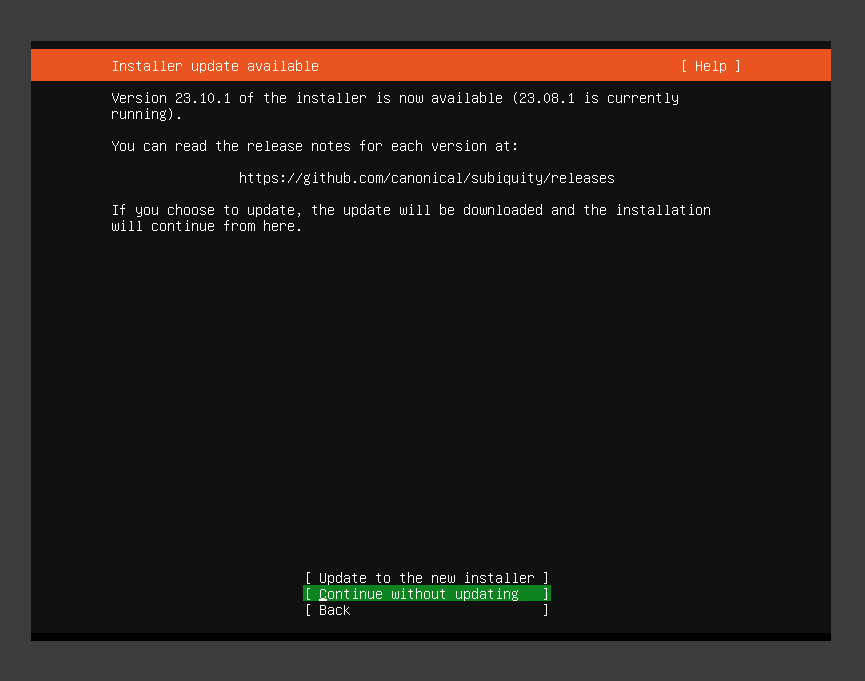 Installer update available [ Help ]
Version 23.10.1 of the installer is now available (23.08.1 is currently
running).
You can read the release notes for each version at:
https://github.com/canonical/subiquity/releases
If you choose to update, the update will be downloaded and the installation
will continue from here.
[ Update to the new installer ]
[ Continue without updating ]
[ Back ]